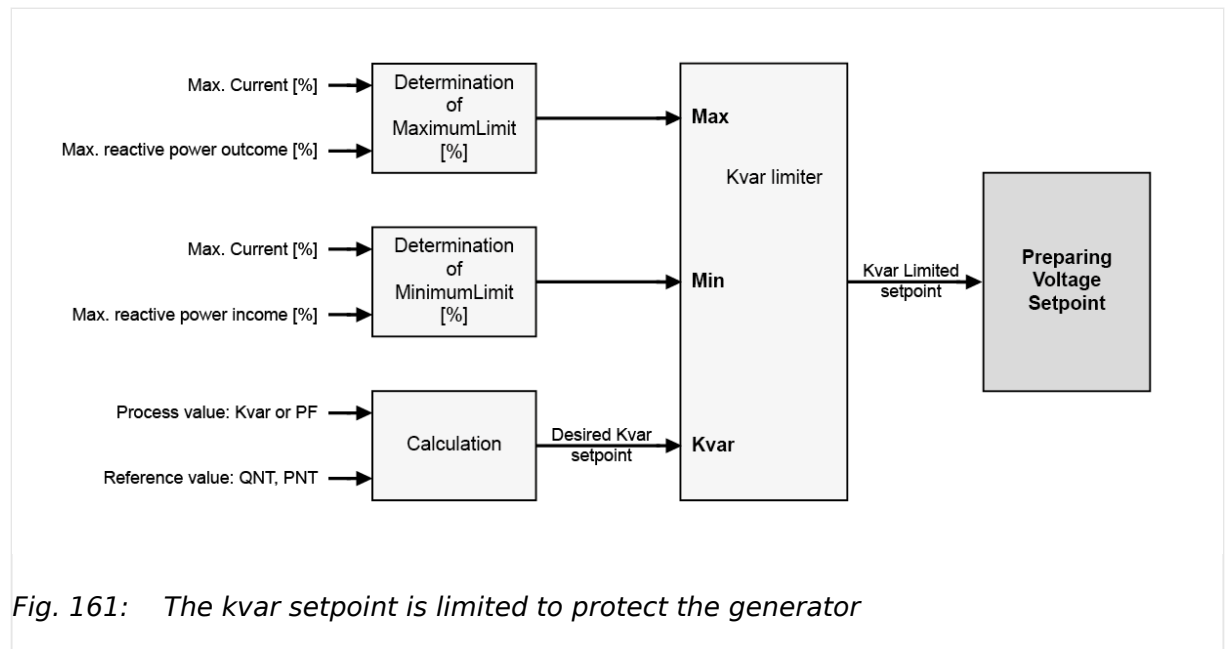 Max. Current [%]
Max. reactive power outcome [%]
Determination
of
MaximumLimit
[%]
Max
Kvar limiter
Max. Current [%]
Max. reactive power income [%]
Determination
of
MinimumLimit
[%]
Min
Kvar Limited
setpoint
Preparing
Voltage
Setpoint
Process value: Kvar or PF
Reference value: QNT, PNT
Calculation
Desired Kvar
setpoint
Kvar
Fig. 161: The kvar setpoint is limited to protect the generator